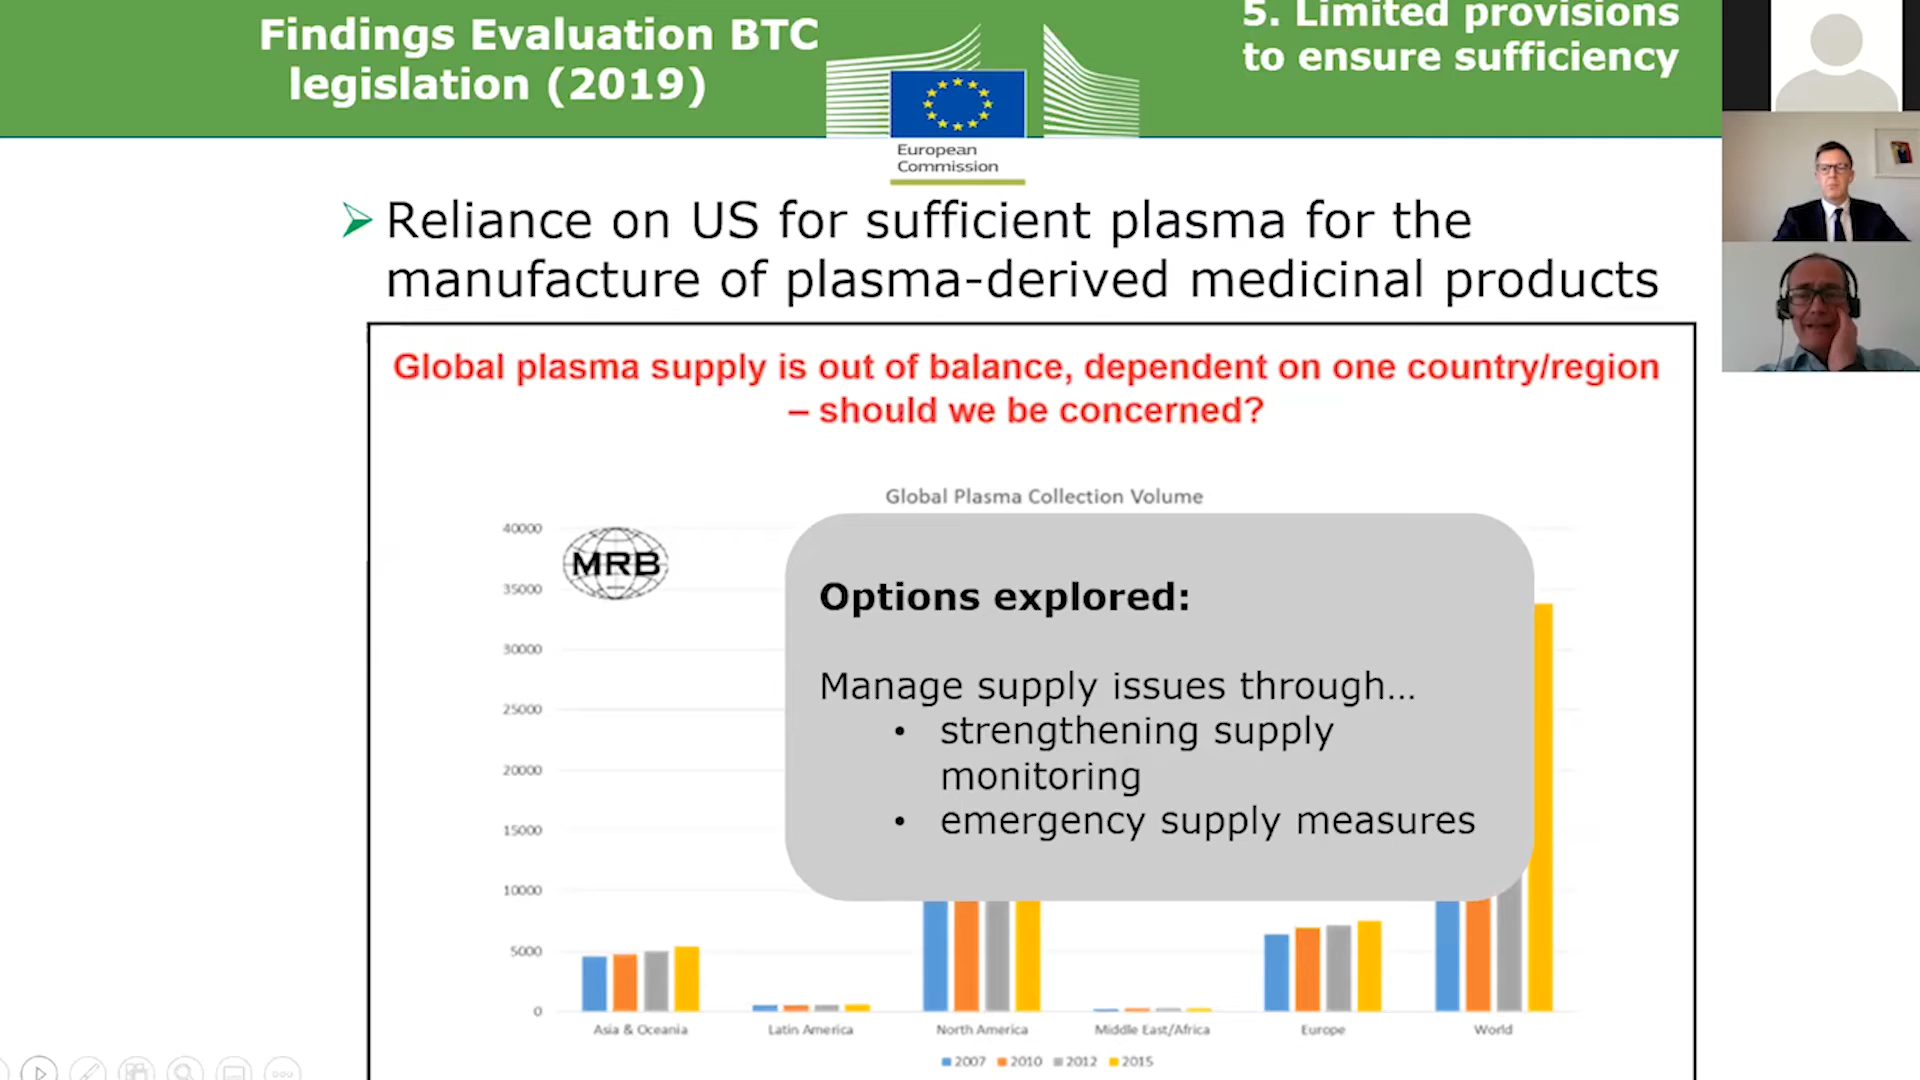 Findings Evaluation BTC
legislation (2019)
5. Limited provisions
to ensure sufficiency
European
Commission
Reliance on US for sufficient plasma for the
manufacture of plasma-derived medicinal products
Global plasma supply is out of balance, dependent on one country/region
– should we be concerned?
Global Plasma Collection Volume
MRB
40000
35000
30000
25000
20000
15000
10000
5000
0
Options explored:
Manage supply issues through...
• strengthening supply
monitoring
• emergency supply measures
Asia & Oceania
Latin America
North America
Middle East/Africa
Europe
World
2007 2010 2012 2015